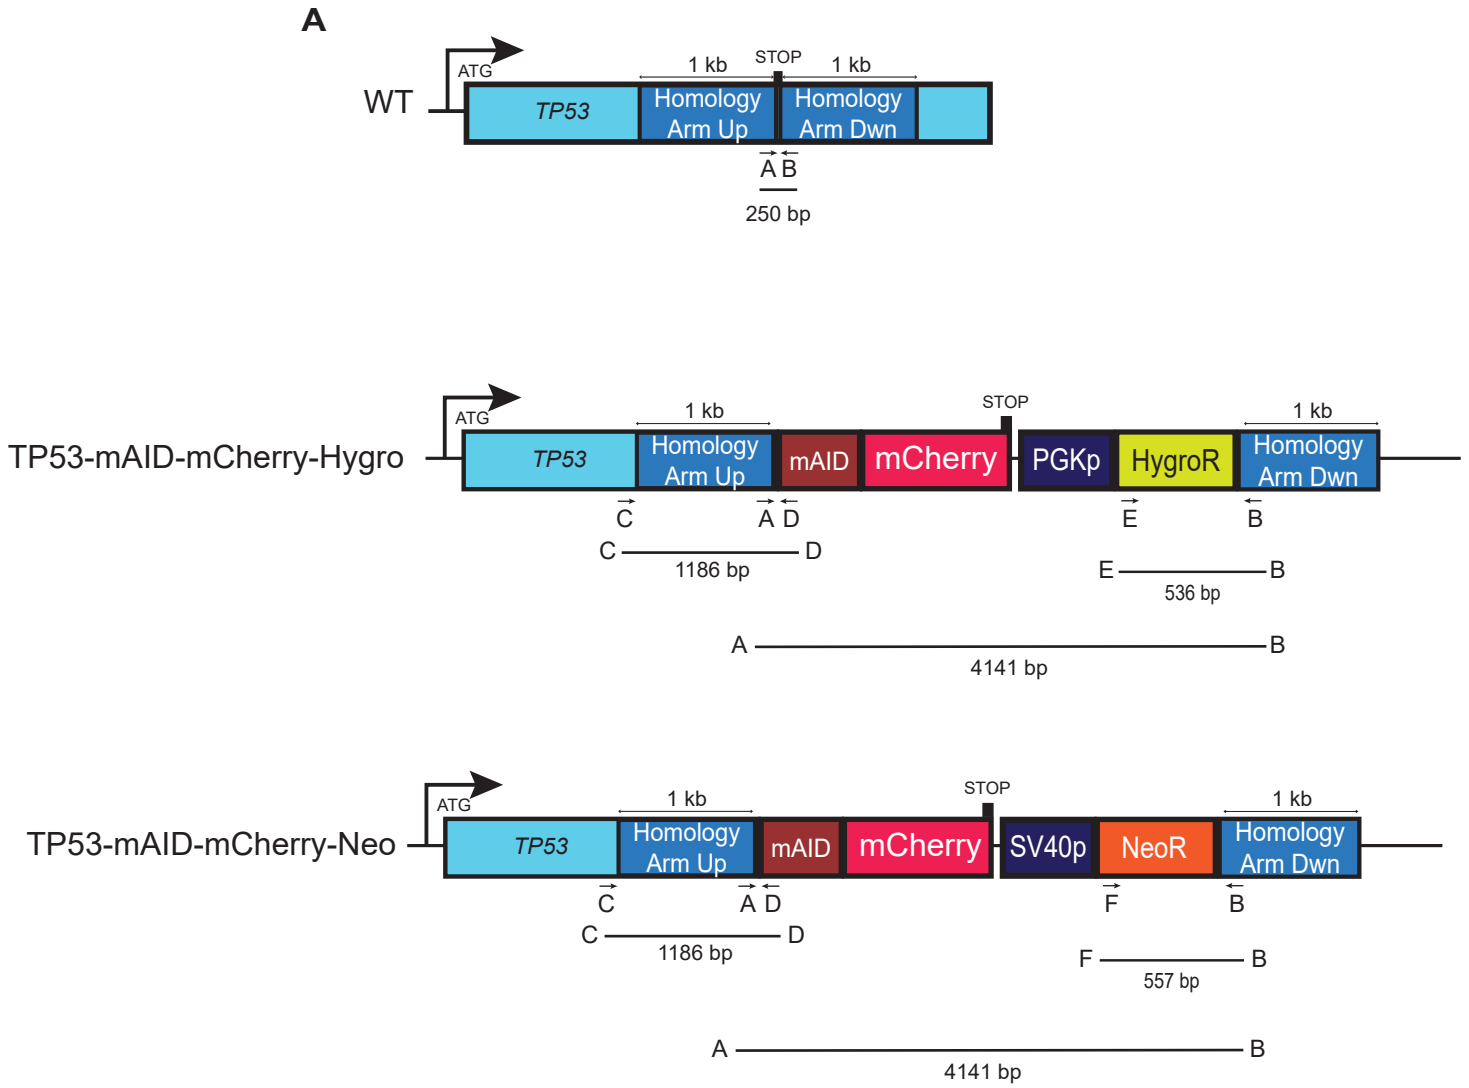 A
WT
ATG
1 kb
STOP
1 kb
TP53
Homology
Arm Up
Homology
Arm Dwn
A B
250 bp
TP53-mAID-mCherry-Hygro
ATG
1 kb
STOP
1 kb
TP53
Homology
Arm Up
mAID
mCherry
PGKp
HygroR
Homology
Arm Dwn
C
A D
E
B
C
D
1186 bp
E
B
536 bp
A
B
4141 bp
TP53-mAID-mCherry-Neo
ATG
1 kb
STOP
1 kb
TP53
Homology
Arm Up
mAID
mCherry
SV40p
NeoR
Homology
Arm Dwn
C
A D
F
B
C
D
1186 bp
F
B
557 bp
A
B
4141 bp